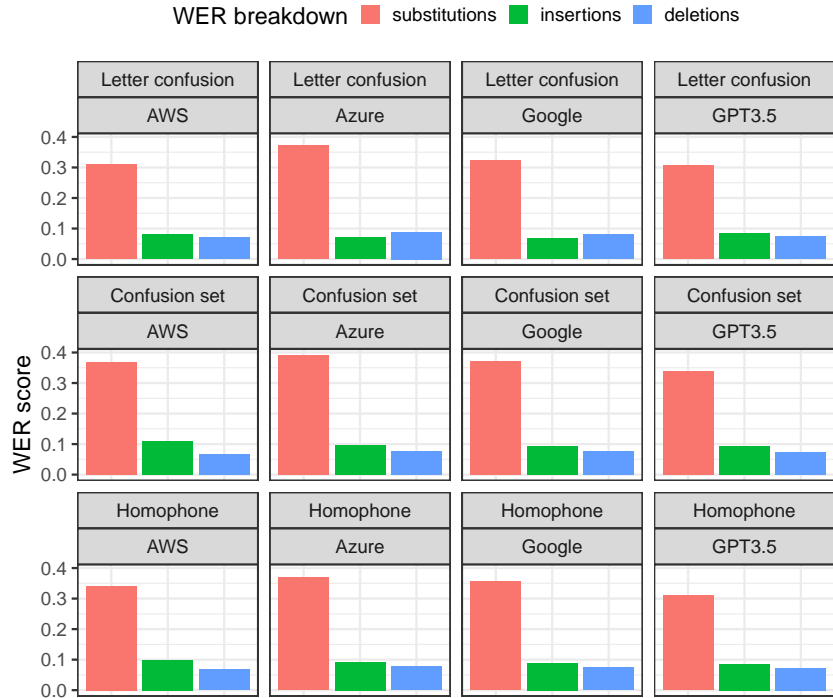 WER breakdown substitutions insertions deletions
Letter confusion Letter confusion Letter confusion Letter confusion
AWS Azure Google GPT3.5
0.4
0.3
0.2
0.1
0.0
Confusion set Confusion set Confusion set Confusion set
AWS Azure Google GPT3.5
0.4
0.3
0.2
0.1
0.0
WER score
Homophone Homophone Homophone Homophone
AWS Azure Google GPT3.5
0.4
0.3
0.2
0.1
0.0